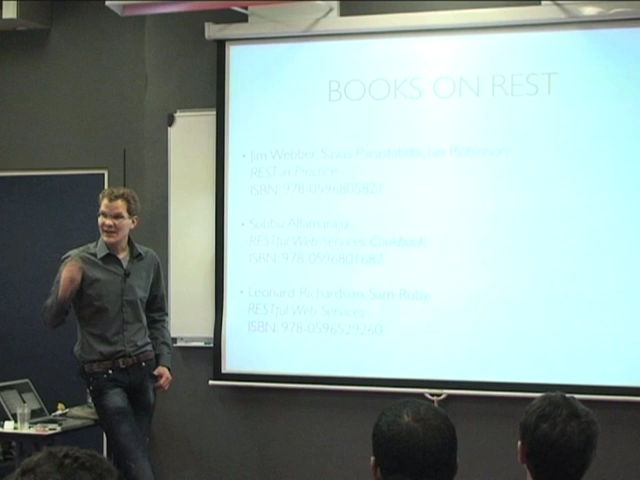 BOOKS ON REST
• Jim Webber, Savas Parastatidis, Ian Robinson
REST in Practice
ISBN: 978-0596805821
• Subbu Allamaraju
RESTful Web Services Cookbook
ISBN: 978-0596801687
• Leonard Richardson, Sam Ruby
RESTful Web Services
ISBN: 978-0596529260